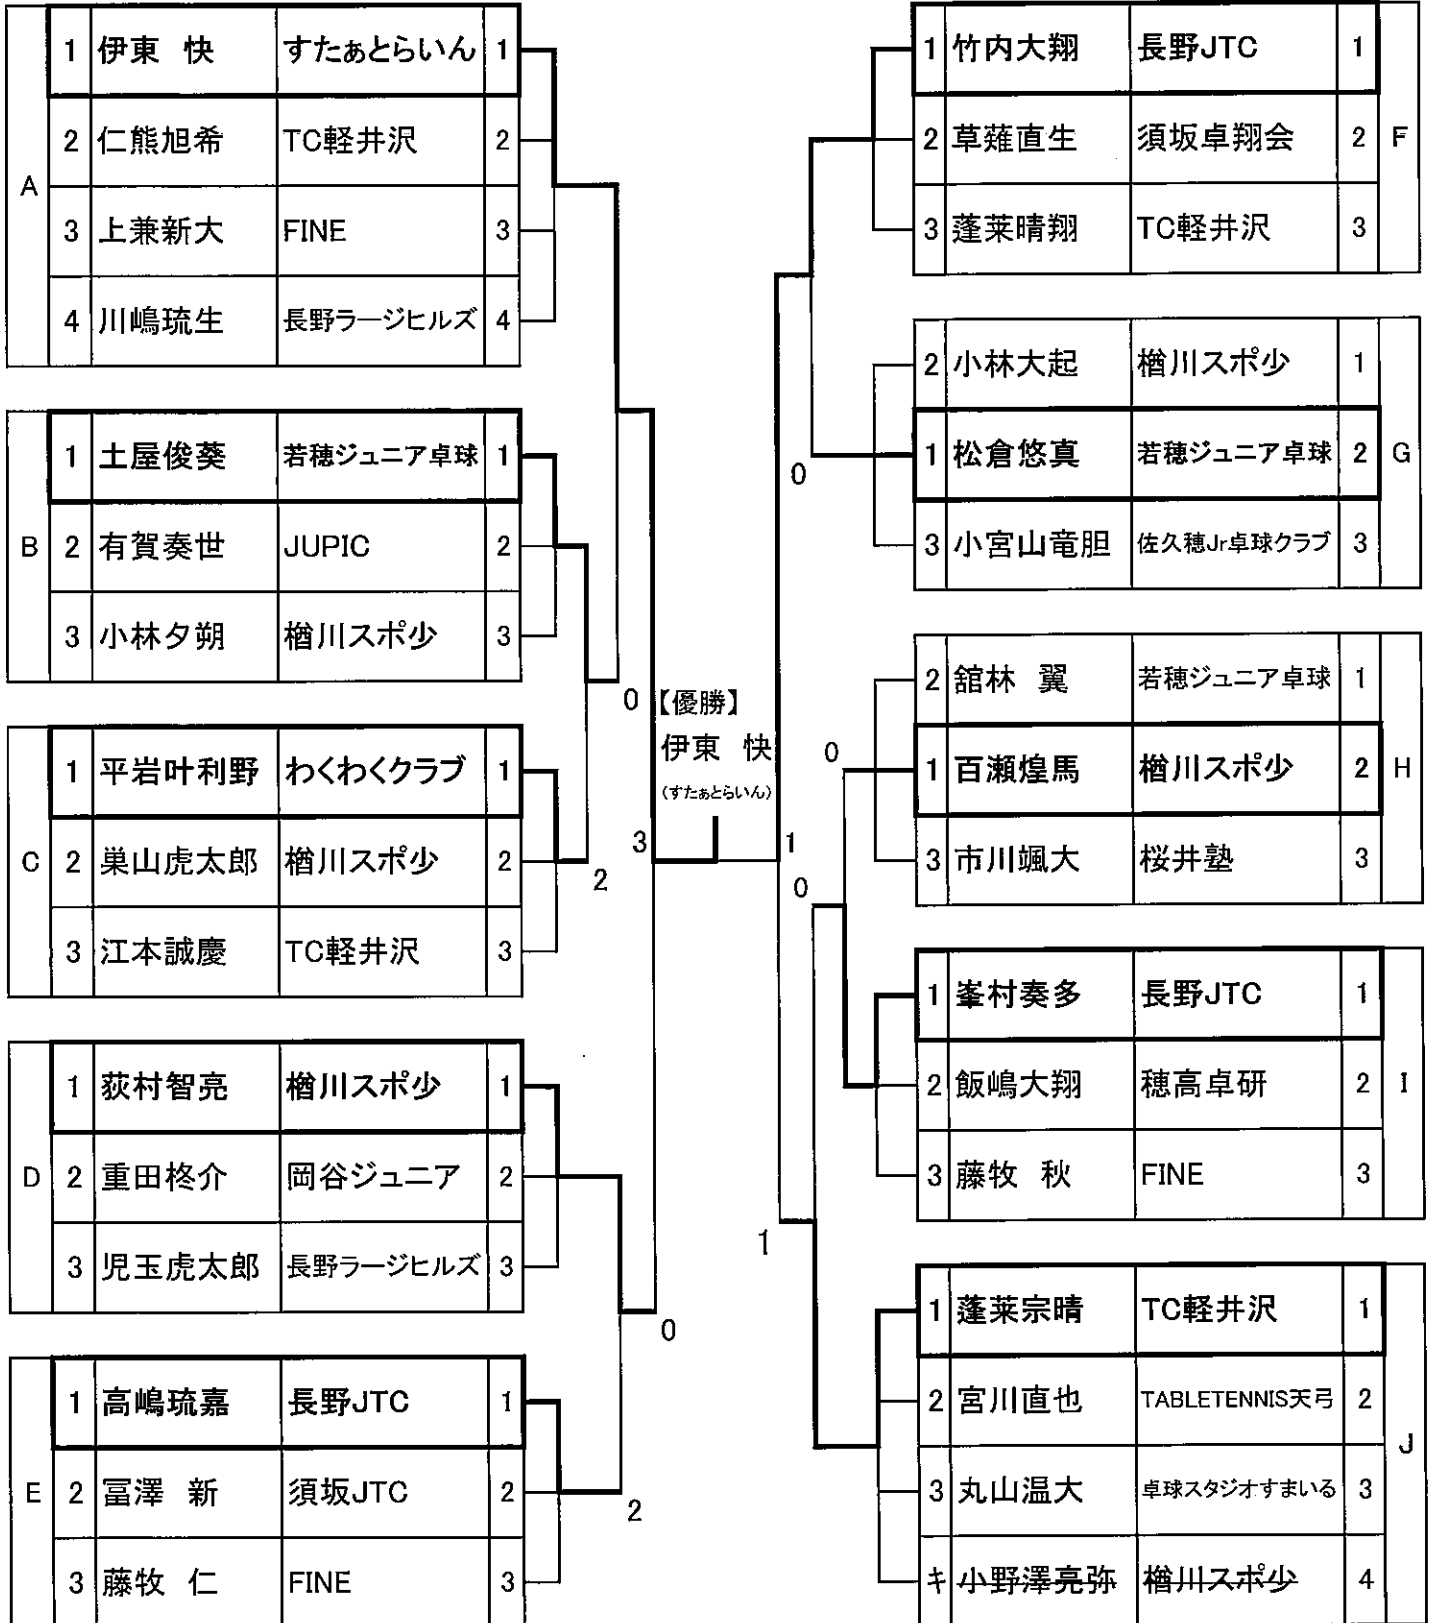 A
1 伊東 快 すたぁとらいん 1
2 仁熊旭希 TC軽井沢 2
3 上兼新大 FINE 3
4 川嶋琉生 長野ラージヒルズ 4
B
1 土屋俊葵 若穂ジュニア卓球 1
2 有賀奏世 JUPIC 2
3 小林夕朔 楢川スポ少 3
C
1 平岩叶利野 わくわくクラブ 1
2 巣山虎太郎 楢川スポ少 2
3 江本誠慶 TC軽井沢 3
D
1 荻村智亮 楢川スポ少 1
2 重田柊介 岡谷ジュニア 2
3 児玉虎太郎 長野ラージヒルズ 3
E
1 高嶋琉嘉 長野JTC 1
2 冨澤 新 須坂JTC 2
3 藤牧 仁 FINE 3
0
2
0
2
3
【優勝】
伊東 快
(すたぁとらいん)
1
0
0
0
1
F
1 竹内大翔 長野JTC 1
2 草薙直生 須坂卓翔会 2
3 蓬莱晴翔 TC軽井沢 3
G
2 小林大起 楢川スポ少 1
1 松倉悠真 若穂ジュニア卓球 2
3 小宮山竜胆 佐久穂Jr卓球クラブ 3
H
2 舘林 翼 若穂ジュニア卓球 1
1 百瀬煌馬 楢川スポ少 2
3 市川颯大 桜井塾 3
I
1 峯村奏多 長野JTC 1
2 飯嶋大翔 穂高卓研 2
3 藤牧 秋 FINE 3
J
1 蓬莱宗晴 TC軽井沢 1
2 宮川直也 TABLETENNIS天弓 2
3 丸山温大 卓球スタジオすまいる 3
キ 小野澤亮弥 楢川スポ少 4